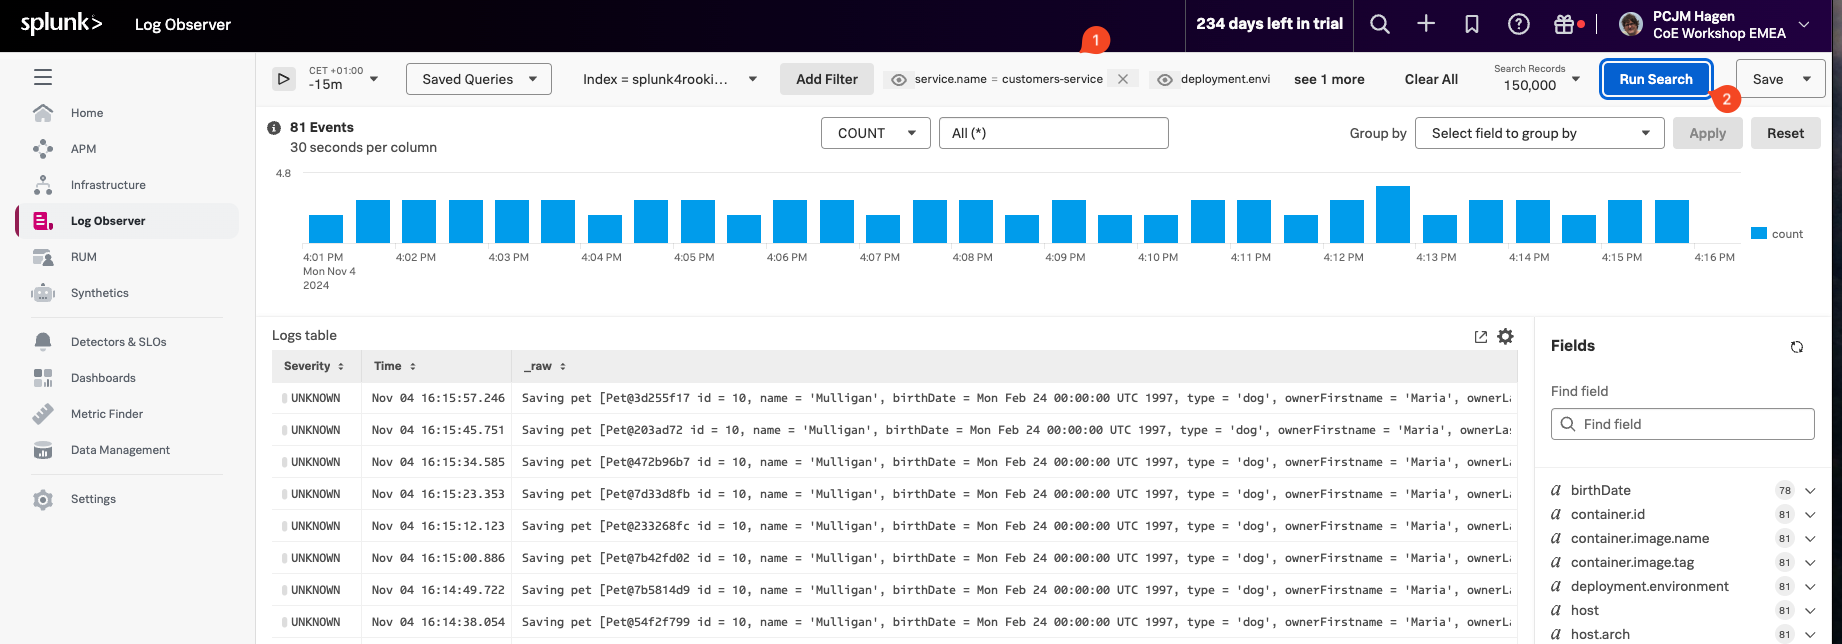 splunk>
Log Observer
234 days left in trial
PCJM Hagen
CoE Workshop EMEA
Home
APM
Infrastructure
Log Observer
RUM
Synthetics
Detectors & SLOs
Dashboards
Metric Finder
Data Management
Settings
CET +01:00
-15m
Saved Queries
Index = splunk4rooki...
Add Filter
1
service.name = customers-service
deployment.envi
see 1 more
Clear All
Search Records
150,000
Run Search
2
Save
81 Events
30 seconds per column
COUNT
All (*)
Group by
Select field to group by
Apply
Reset
4.8
4:01 PM 4:02 PM 4:03 PM 4:04 PM 4:05 PM 4:06 PM 4:07 PM 4:08 PM 4:09 PM 4:10 PM 4:11 PM 4:12 PM 4:13 PM 4:14 PM 4:15 PM 4:16 PM
Mon Nov 4
2024
count
Logs table
Severity Time _raw
UNKNOWN Nov 04 16:15:57.246 Saving pet [Pet@3d255f17 id = 10, name = 'Mulligan', birthDate = Mon Feb 24 00:00:00 UTC 1997, type = 'dog', ownerFirstname = 'Maria', ownerLa
UNKNOWN Nov 04 16:15:45.751 Saving pet [Pet@203ad72 id = 10, name = 'Mulligan', birthDate = Mon Feb 24 00:00:00 UTC 1997, type = 'dog', ownerFirstname = 'Maria', ownerLas
UNKNOWN Nov 04 16:15:34.585 Saving pet [Pet@472b96b7 id = 10, name = 'Mulligan', birthDate = Mon Feb 24 00:00:00 UTC 1997, type = 'dog', ownerFirstname = 'Maria', ownerLa
UNKNOWN Nov 04 16:15:23.353 Saving pet [Pet@7d33d8fb id = 10, name = 'Mulligan', birthDate = Mon Feb 24 00:00:00 UTC 1997, type = 'dog', ownerFirstname = 'Maria', ownerLa
UNKNOWN Nov 04 16:15:12.123 Saving pet [Pet@233268fc id = 10, name = 'Mulligan', birthDate = Mon Feb 24 00:00:00 UTC 1997, type = 'dog', ownerFirstname = 'Maria', ownerLa
UNKNOWN Nov 04 16:15:00.886 Saving pet [Pet@7b42fd02 id = 10, name = 'Mulligan', birthDate = Mon Feb 24 00:00:00 UTC 1997, type = 'dog', ownerFirstname = 'Maria', ownerLa
UNKNOWN Nov 04 16:14:49.722 Saving pet [Pet@7b5814d9 id = 10, name = 'Mulligan', birthDate = Mon Feb 24 00:00:00 UTC 1997, type = 'dog', ownerFirstname = 'Maria', ownerLa
UNKNOWN Nov 04 16:14:38.054 Saving pet [Pet@54f2f799 id = 10, name = 'Mulligan', birthDate = Mon Feb 24 00:00:00 UTC 1997, type = 'dog', ownerFirstname = 'Maria', ownerLa
Fields
Find field
Find field
a birthDate 78
a container.id 81
a container.image.name 81
a container.image.tag 81
a deployment.environment 81
a host 81
a host.arch 81